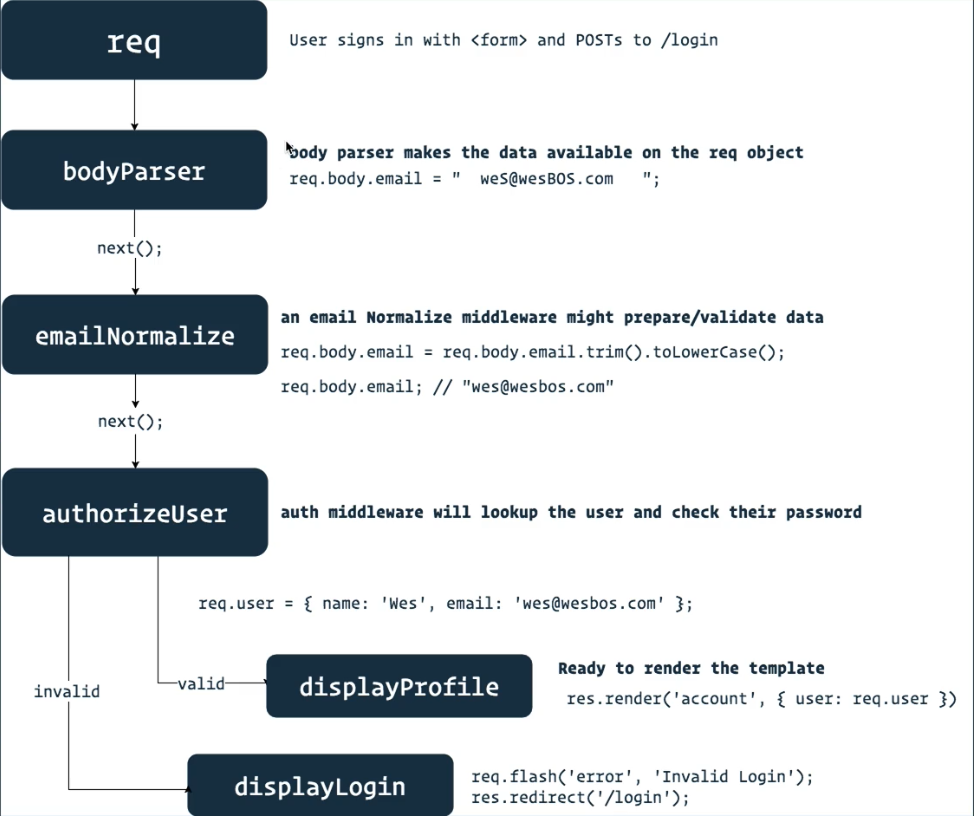 req
User signs in with <form> and POSTs to /login
bodyParser
body parser makes the data available on the req object
req.body.email = "  weS@wesBOS.com   ";
next();
emailNormalize
an email Normalize middleware might prepare/validate data
req.body.email = req.body.email.trim().toLowerCase();
req.body.email; // "wes@wesbos.com"
next();
authorizeUser
auth middleware will lookup the user and check their password
req.user = { name: 'Wes', email: 'wes@wesbos.com' };
invalid
valid
displayProfile
Ready to render the template
res.render('account', { user: req.user })
displayLogin
req.flash('error', 'Invalid Login');
res.redirect('/login');